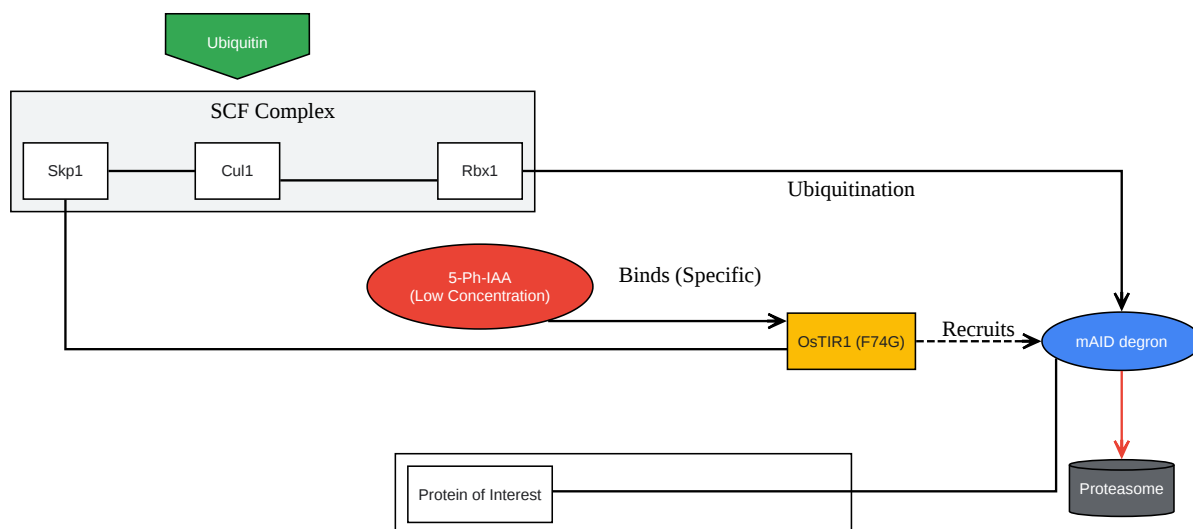 Ubiquitin
SCF Complex
Skp1
Cul1
Rbx1
Ubiquitination
5-Ph-IAA
(Low Concentration)
Binds (Specific)
OsTIR1 (F74G)
Recruits
mAID degron
Protein of Interest
Proteasome